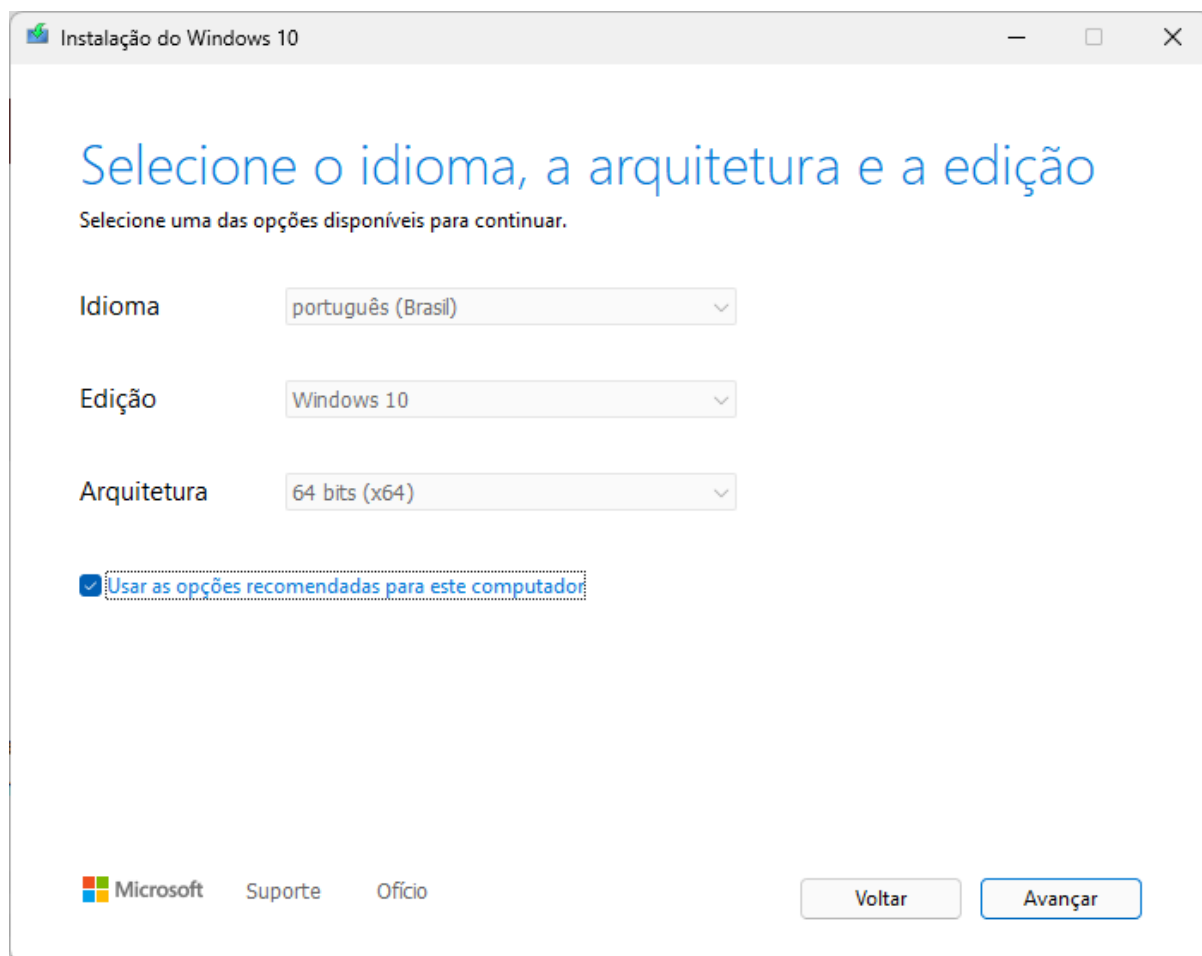 Instalação do Windows 10
Selecione o idioma, a arquitetura e a edição
Selecione uma das opções disponíveis para continuar.
Idioma
português (Brasil)
Edição
Windows 10
Arquitetura
64 bits (x64)
Usar as opções recomendadas para este computador
Microsoft Suporte Ofício Voltar Avançar